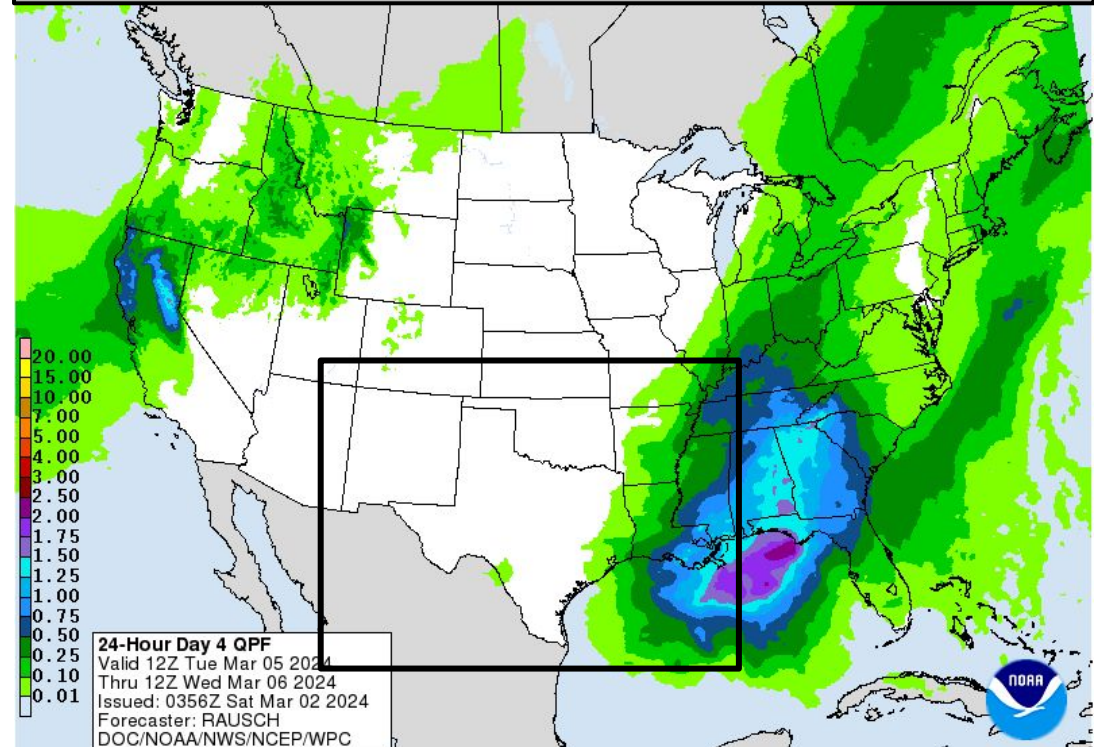 20.00
15.00
10.00
7.00
5.00
4.00
3.00
2.50
2.00
1.75
1.50
1.25
1.00
0.75
0.50
0.25
0.10
0.01
24-Hour Day 4 QPF
Valid 12Z Tue Mar 05 2024
Thru 12Z Wed Mar 06 2024
Issued: 0356Z Sat Mar 02 2024
Forecaster: RAUSCH
DOC/NOAA/NWS/NCEP/WPC
NOAA